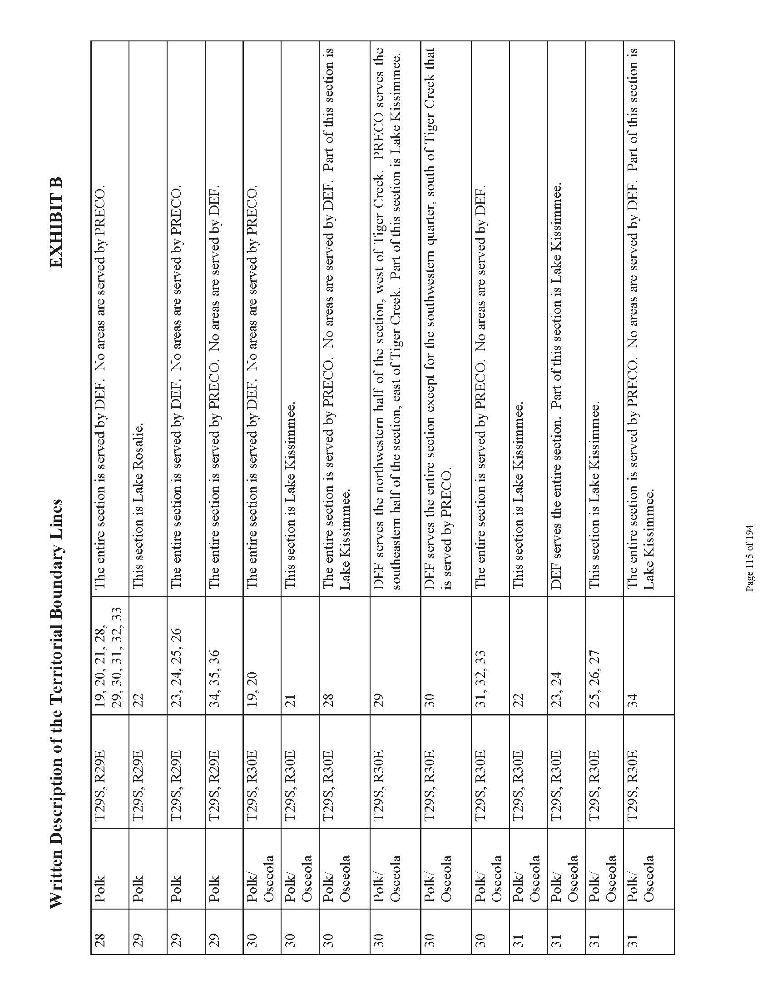 Written Description of the Territorial Boundary Lines EXHIBIT B
28 Polk T29S, R29E 19, 20, 21, 28, The entire section is served by DEF. No areas are served by PRECO.
29, 30, 31, 32, 33
29 Polk T29S, R29E 22 This section is Lake Rosalie.
29 Polk T29S, R29E 23, 24, 25, 26 The entire section is served by DEF. No areas are served by PRECO.
29 Polk T29S, R29E 34, 35, 36 The entire section is served by PRECO. No areas are served by DEF.
30 Polk/ T29S, R30E 19, 20 The entire section is served by DEF. No areas are served by PRECO.
Osceola
30 Polk/ T29S, R30E 21 This section is Lake Kissimmee.
Osceola
30 Polk/ T29S, R30E 28 The entire section is served by PRECO. No areas are served by DEF. Part of this section is
Osceola Lake Kissimmee.
30 Polk/ T29S, R30E 29 DEF serves the northwestern half of the section, west of Tiger Creek. PRECO serves the
Osceola southeastern half of the section, east of Tiger Creek. Part of this section is Lake Kissimmee.
30 Polk/ T29S, R30E 30 DEF serves the entire section except for the southwestern quarter, south of Tiger Creek that
Osceola is served by PRECO.
30 Polk/ T29S, R30E 31, 32, 33 The entire section is served by PRECO. No areas are served by DEF.
Osceola
31 Polk/ T29S, R30E 22 This section is Lake Kissimmee.
Osceola
31 Polk/ T29S, R30E 23, 24 DEF serves the entire section. Part of this section is Lake Kissimmee.
Osceola
31 Polk/ T29S, R30E 25, 26, 27 This section is Lake Kissimmee.
Osceola
31 Polk/ T29S, R30E 34 The entire section is served by PRECO. No areas are served by DEF. Part of this section is
Osceola Lake Kissimmee.
Page 115 of 194